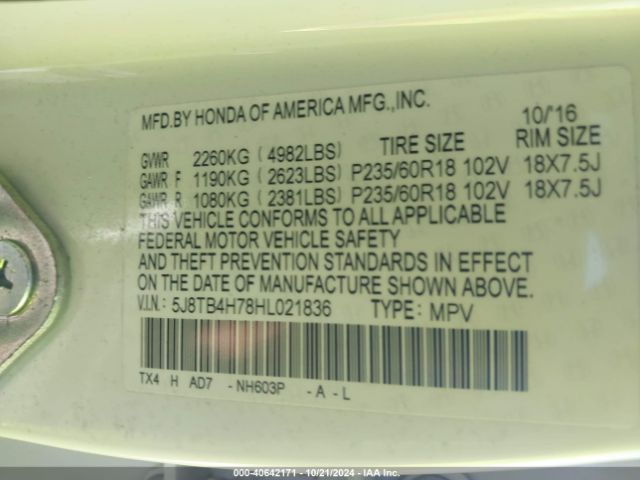 MFD.BY HONDA OF AMERICA MFG.,INC. 10/'16
TIRE SIZE RIM SIZE
GVWR 2260KG ( 4982LBS)
GAWR F 1190KG ( 2623LBS) P235/60R18 102V 18X7.5J
GAWR R 1080KG ( 2381LBS) P235/60R18 102V 18X7.5J
THIS VEHICLE CONFORMS TO ALL APPLICABLE
FEDERAL MOTOR VEHICLE SAFETY
AND THEFT PREVENTION STANDARDS IN EFFECT
ON THE DATE OF MANUFACTURE SHOWN ABOVE.
V.I.N.: 5J8TB4H78HL021836 TYPE: MPV
TX4 H AD7 - NH603P - A - L
000-40642171 - 10/21/2024 - IAA Inc.